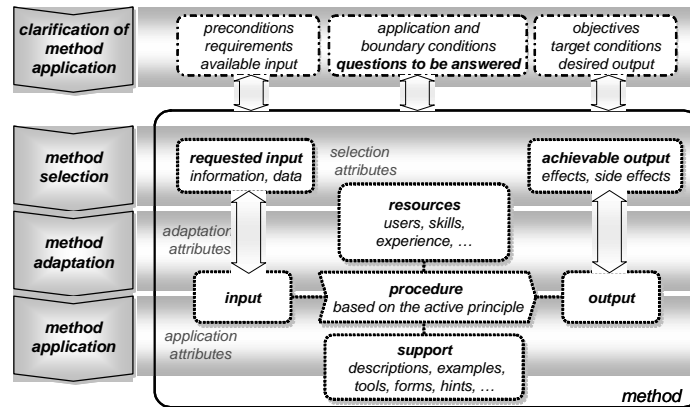 clarification of
method
application
preconditions
requirements
available input
application and
boundary conditions
questions to be answered
objectives
target conditions
desired output
method
selection
requested input
information, data
selection
attributes
achievable output
effects, side effects
resources
users, skills,
experience, …
method
adaptation
adaptation
attributes
input
procedure
based on the active principle
output
method
application
application
attributes
support
descriptions, examples,
tools, forms, hints, …
method